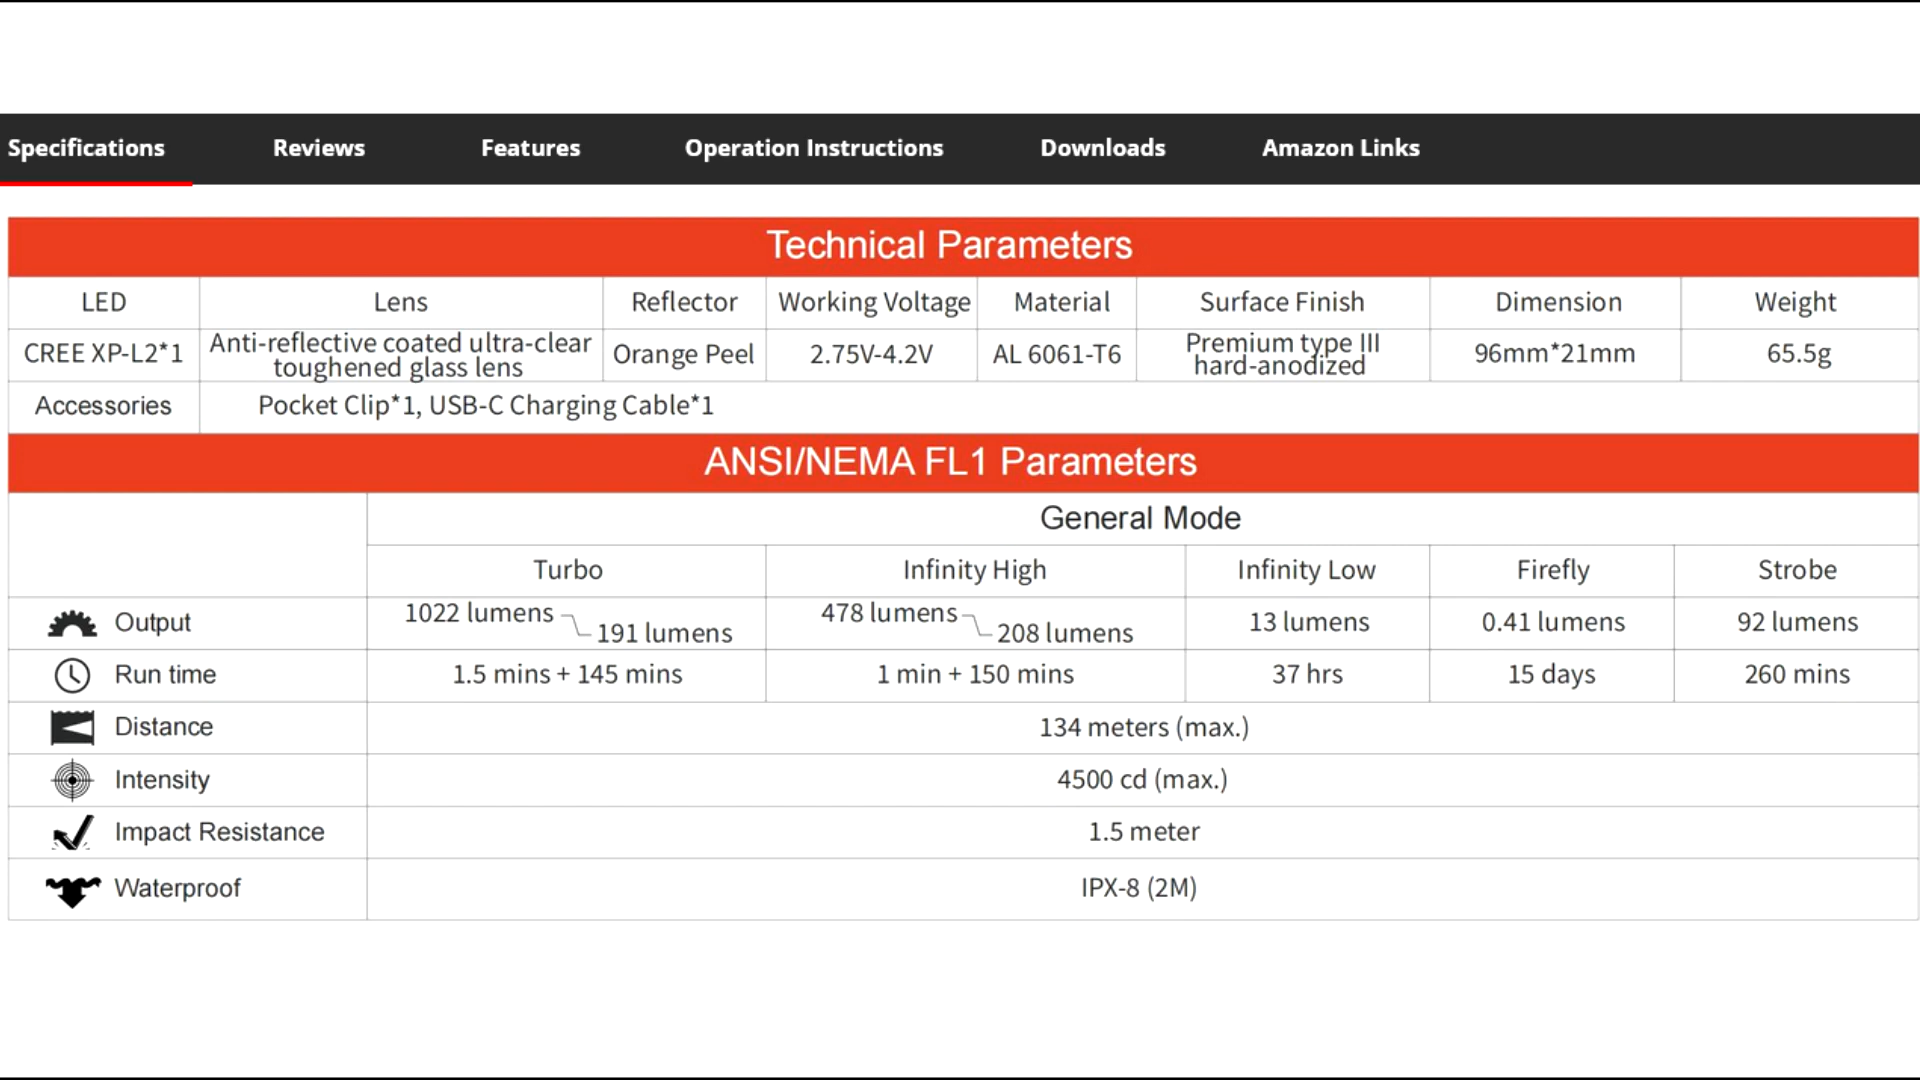 Specifications Reviews Features Operation Instructions Downloads Amazon Links
Technical Parameters
LED Lens Reflector Working Voltage Material Surface Finish Dimension Weight
CREE XP-L2*1 Anti-reflective coated ultra-clear toughened glass lens Orange Peel 2.75V-4.2V AL 6061-T6 Premium type III hard-anodized 96mm*21mm 65.5g
Accessories Pocket Clip*1, USB-C Charging Cable*1
ANSI/NEMA FL1 Parameters
General Mode
Turbo Infinity High Infinity Low Firefly Strobe
Output 1022 lumens 191 lumens 478 lumens 208 lumens 13 lumens 0.41 lumens 92 lumens
Run time 1.5 mins + 145 mins 1 min + 150 mins 37 hrs 15 days 260 mins
Distance 134 meters (max.)
Intensity 4500 cd (max.)
Impact Resistance 1.5 meter
Waterproof IPX-8 (2M)